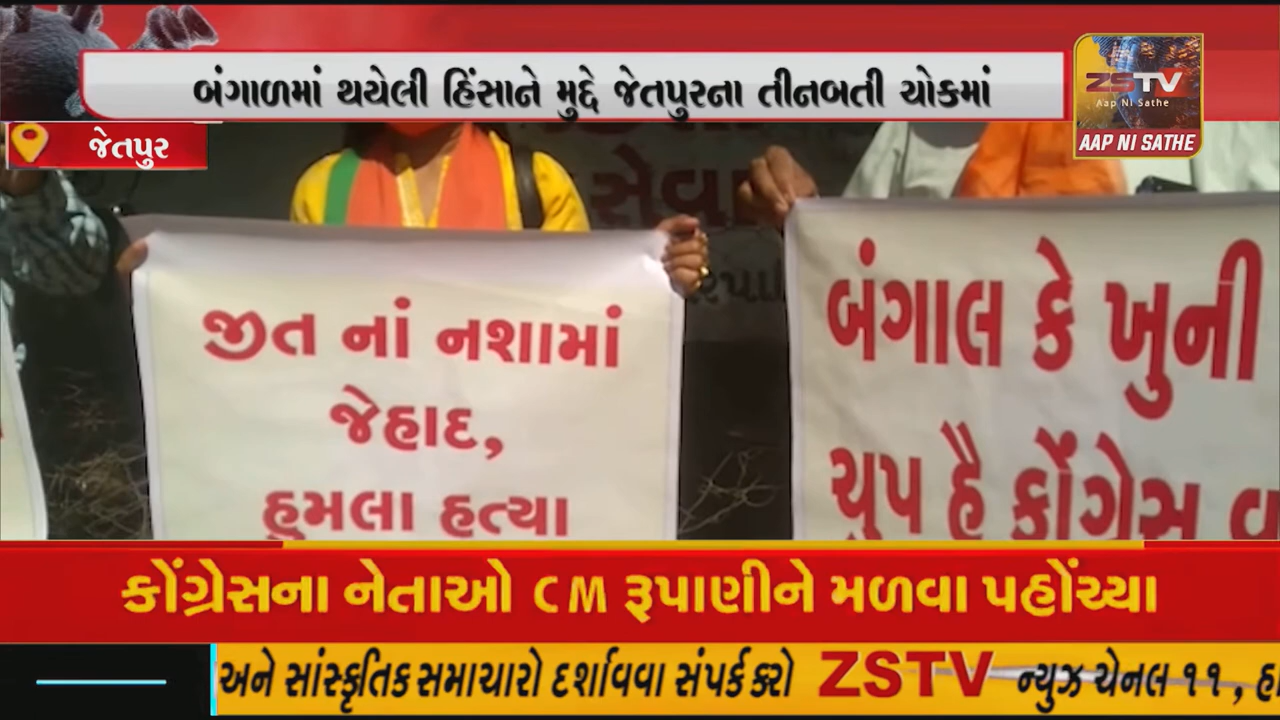 બંગાળમાં થયેલી હિંસાને મુદ્દે જેતપુરના તીનબતી ચોકમાં
ZSTV
Aap Ni Sathe
AAP NI SATHE
જેતપુર
સેવા
જીત નાં નશામાં
જેહાદ,
હુમલા હત્યા
બંગાલ કે ખુની
ચુપ હૈ કોંગ્રેસ
કોંગ્રેસના નેતાઓ CM રૂપાણીને મળવા પહોંચ્યા
અને સાંસ્કૃતિક સમાચારો દર્શાવવા સંપર્ક કરો ZSTV ન્યુઝ ચેનલ ૧૧,